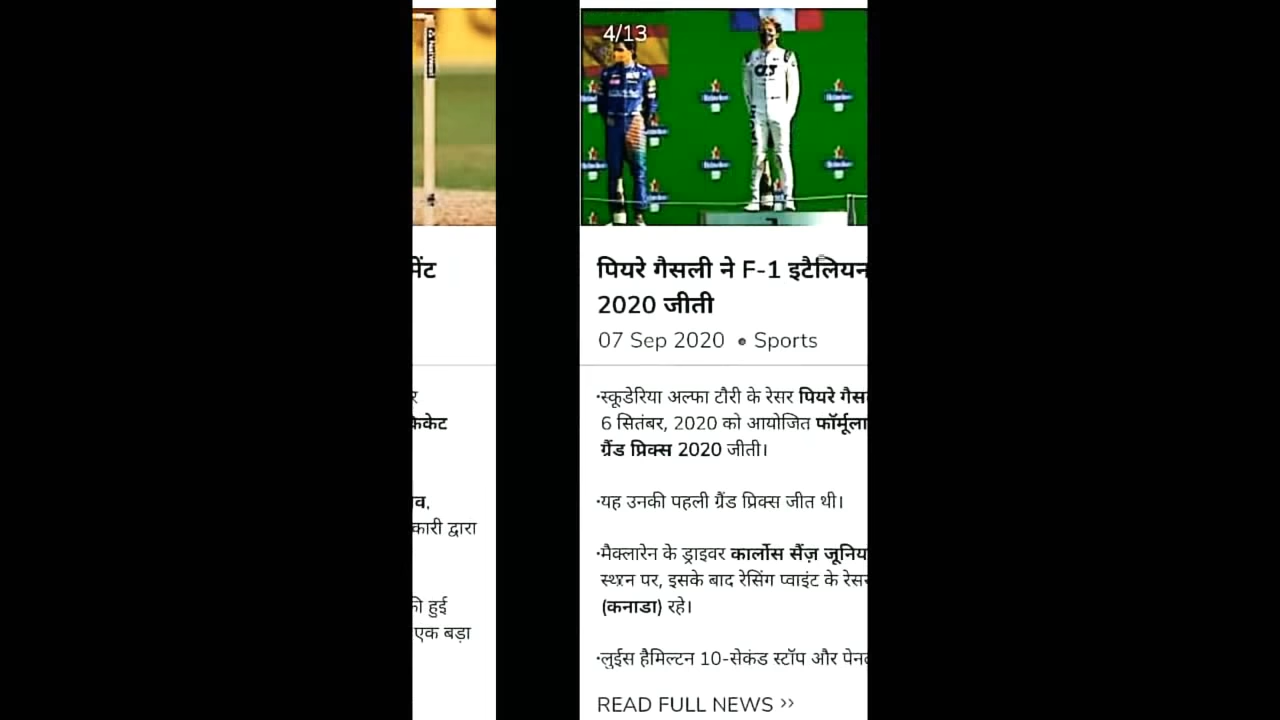 4/13
Heineken
पियरे गैसली ने F-1 इटैलियन
2020 जीती
07 Sep 2020 • Sports
·स्कूडेरिया अल्फा टौरी के रेसर पियरे
6 सितंबर, 2020 को आयोजित फॉर्मूला
ग्रैंड प्रिक्स 2020 जीती।
·यह उनकी पहली ग्रैंड प्रिक्स जीत थी।
·मैक्लारेन के ड्राइवर कार्लोस सैंज़
स्थान पर, इसके बाद रेसिंग प्वाइंट के
(कनाडा) रहे।
·लुईस हैमिल्टन 10-सेकंड स्टॉप और
READ FULL NEWS >>
कारी द्वारा
हुई
एक बड़ा